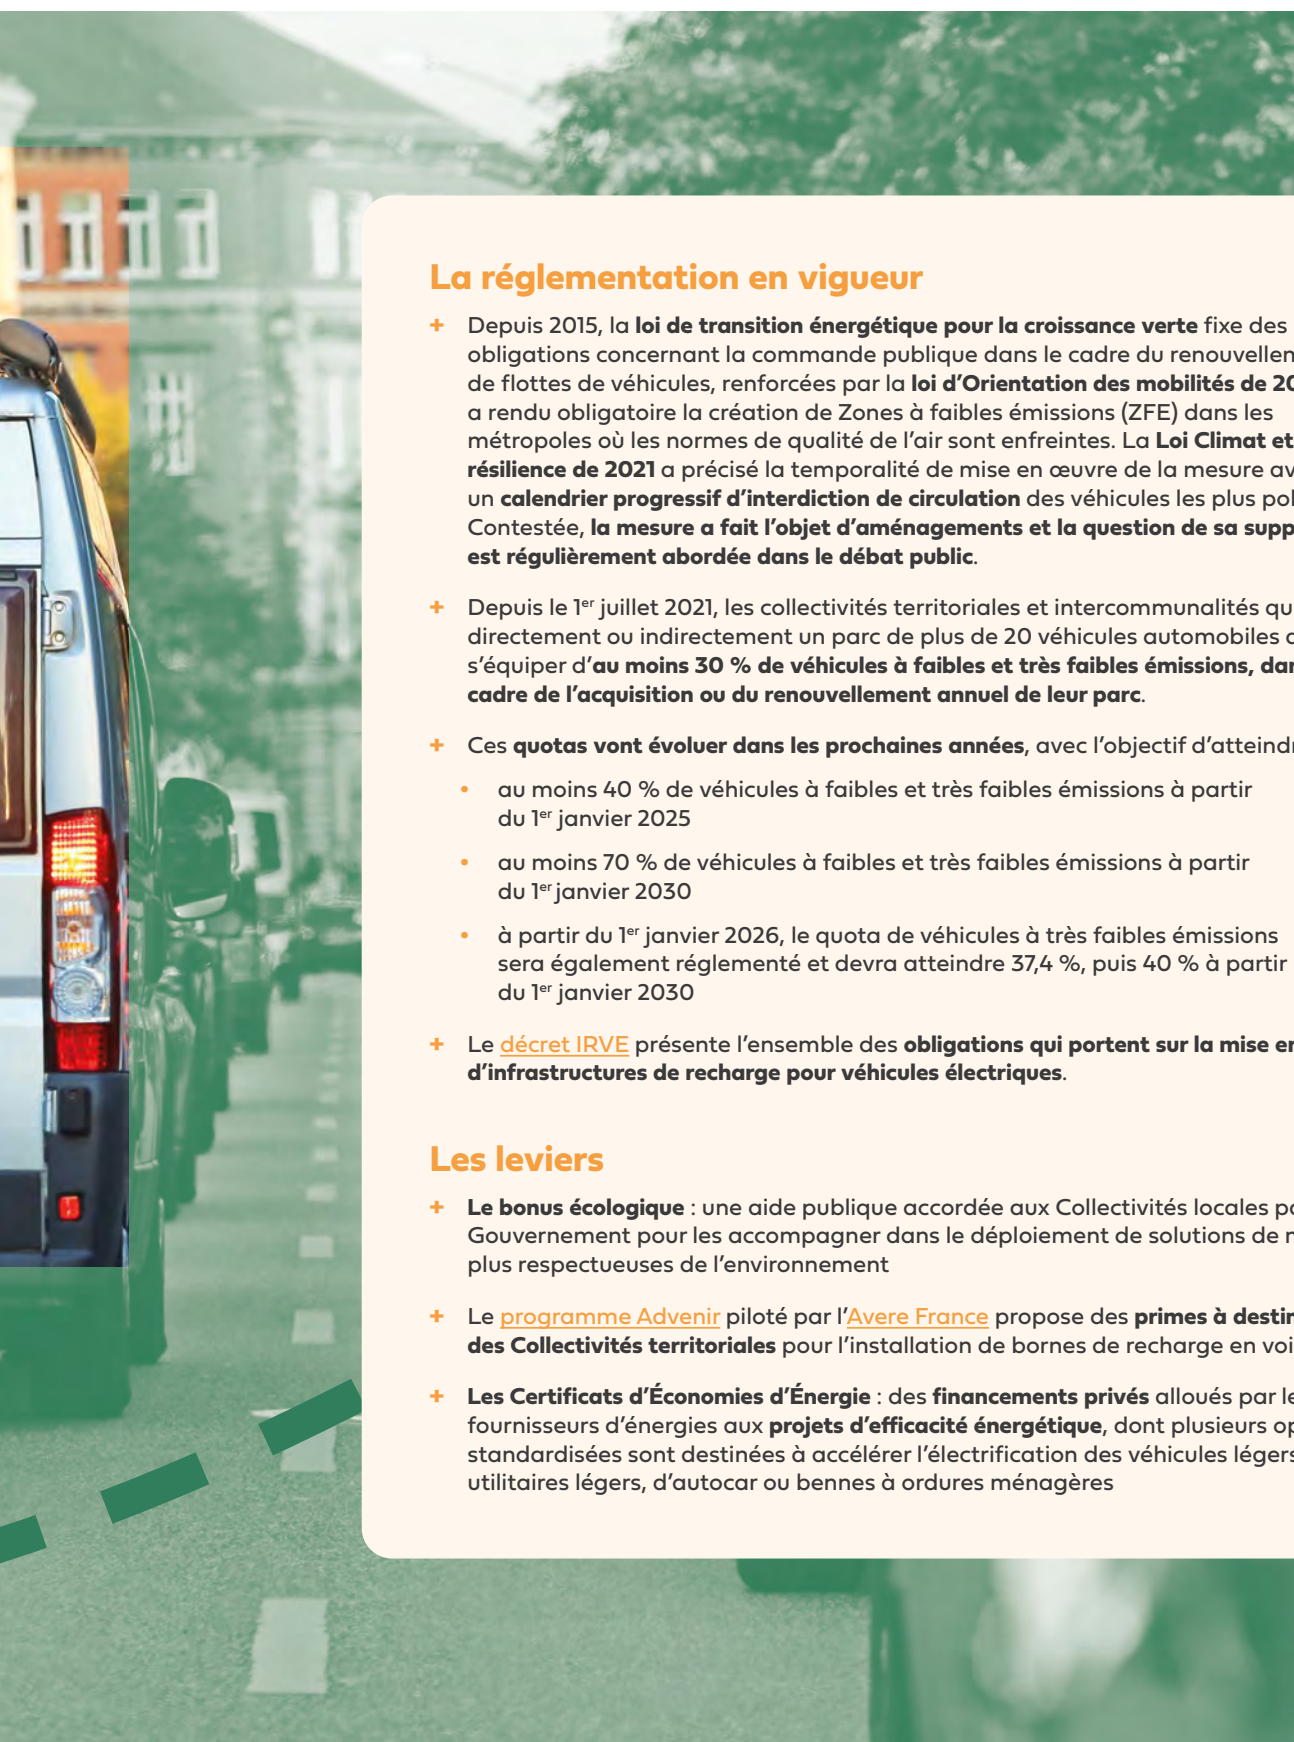 La réglementation en vigueur
+ Depuis 2015, la loi de transition énergétique pour la croissance verte fixe des
obligations concernant la commande publique dans le cadre du
de flottes de véhicules, renforcées par la loi d’Orientation des mobilités de
a rendu obligatoire la création de Zones à faibles émissions (ZFE) dans les
métropoles où les normes de qualité de l’air sont enfreintes. La Loi Climat et
résilience de 2021 a précisé la temporalité de mise en œuvre de la mesure
un calendrier progressif d’interdiction de circulation des véhicules les plus
Contestée, la mesure a fait l’objet d’aménagements et la question de sa
est régulièrement abordée dans le débat public.
+ Depuis le 1er juillet 2021, les collectivités territoriales et intercommunalités
directement ou indirectement un parc de plus de 20 véhicules automobiles
s’équiper d’au moins 30 % de véhicules à faibles et très faibles émissions,
cadre de l’acquisition ou du renouvellement annuel de leur parc.
+ Ces quotas vont évoluer dans les prochaines années, avec l’objectif
• au moins 40 % de véhicules à faibles et très faibles émissions à partir
du 1er janvier 2025
• au moins 70 % de véhicules à faibles et très faibles émissions à partir
du 1er janvier 2030
• à partir du 1er janvier 2026, le quota de véhicules à très faibles émissions
sera également réglementé et devra atteindre 37,4 %, puis 40 % à partir
du 1er janvier 2030
+ Le décret IRVE présente l’ensemble des obligations qui portent sur la mise
d’infrastructures de recharge pour véhicules électriques.
Les leviers
+ Le bonus écologique : une aide publique accordée aux Collectivités locales
Gouvernement pour les accompagner dans le déploiement de solutions de
plus respectueuses de l’environnement
+ Le programme Advenir piloté par l’Avere France propose des primes à
des Collectivités territoriales pour l’installation de bornes de recharge en
+ Les Certificats d’Économies d’Énergie : des financements privés alloués par
fournisseurs d’énergies aux projets d’efficacité énergétique, dont plusieurs
standardisées sont destinées à accélérer l’électrification des véhicules légers
utilitaires légers, d’autocar ou bennes à ordures ménagères